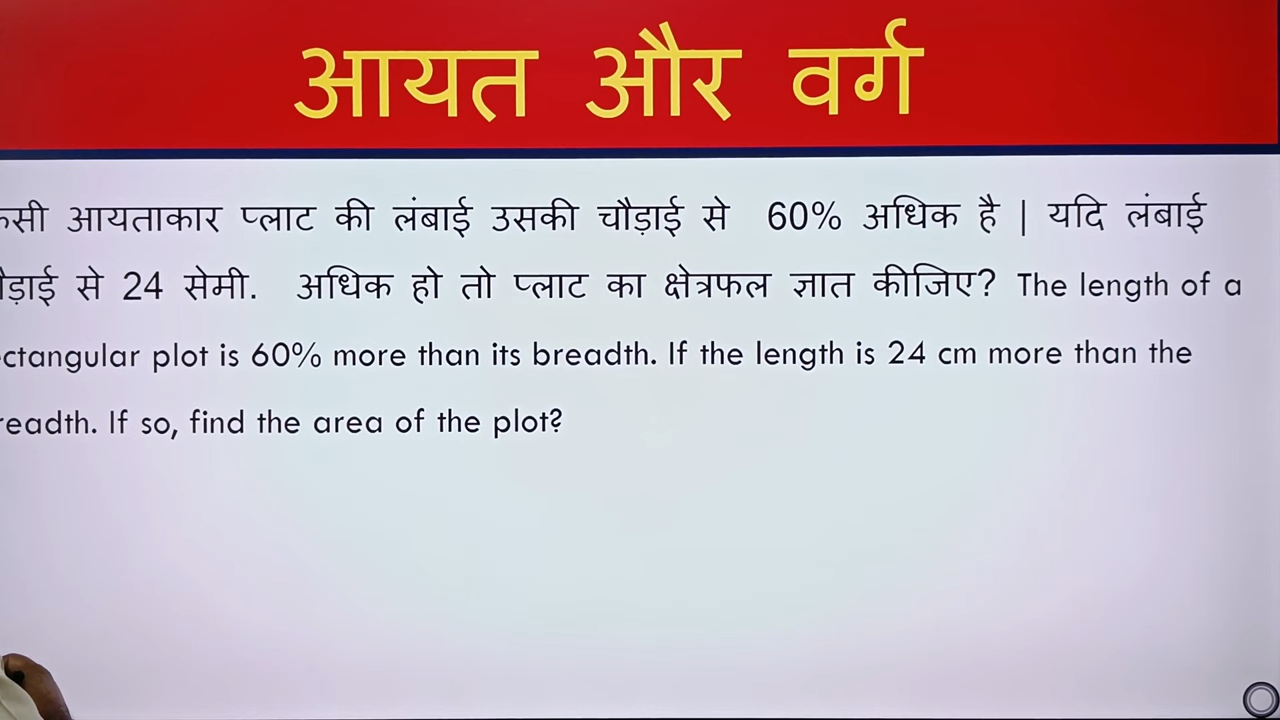 आयत और वर्ग
आयताकार प्लाट की लंबाई उसकी चौड़ाई से 60% अधिक है | यदि लंबाई
से 24 सेमी. अधिक हो तो प्लाट का क्षेत्रफल ज्ञात कीजिए? The length of a
plot is 60% more than its breadth. If the length is 24 cm more than the
If so, find the area of the plot?